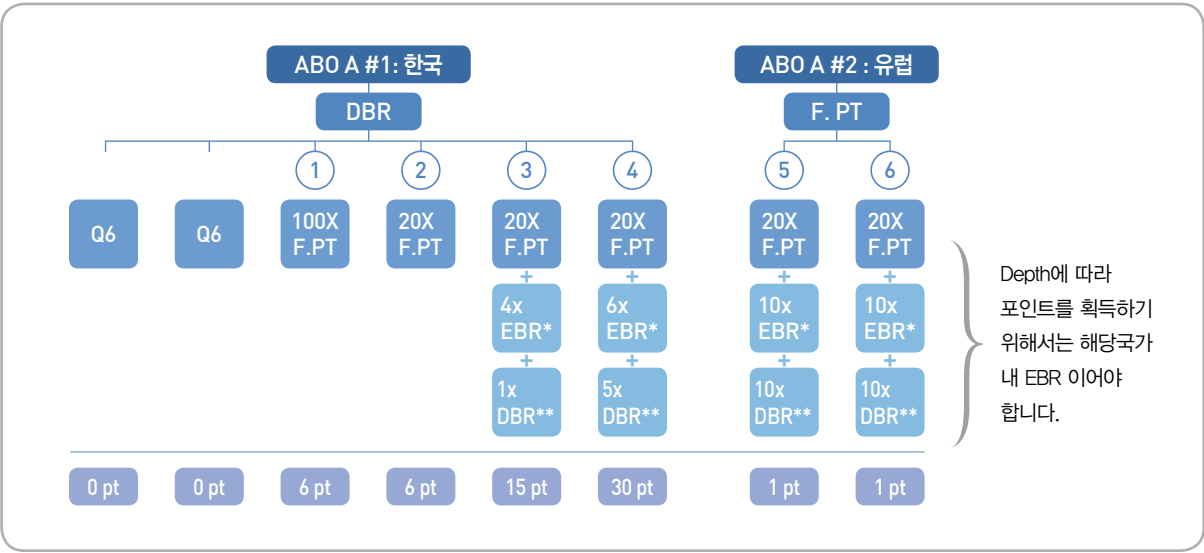 ABO A #1: 한국
DBR
1
2
3
4
Q6
Q6
100X
F.PT
20X
F.PT
20X
F.PT
+
4x
EBR*
+
1x
DBR**
20X
F.PT
+
6x
EBR*
+
5x
DBR**
0 pt
0 pt
6 pt
6 pt
15 pt
30 pt
ABO A #2 : 유럽
F. PT
5
6
20X
F.PT
+
10x
EBR*
+
10x
DBR**
20X
F.PT
+
10x
EBR*
+
10x
DBR**
1 pt
1 pt
Depth에 따라
포인트를 획득하기
위해서는 해당국가
내 EBR 이어야
합니다.